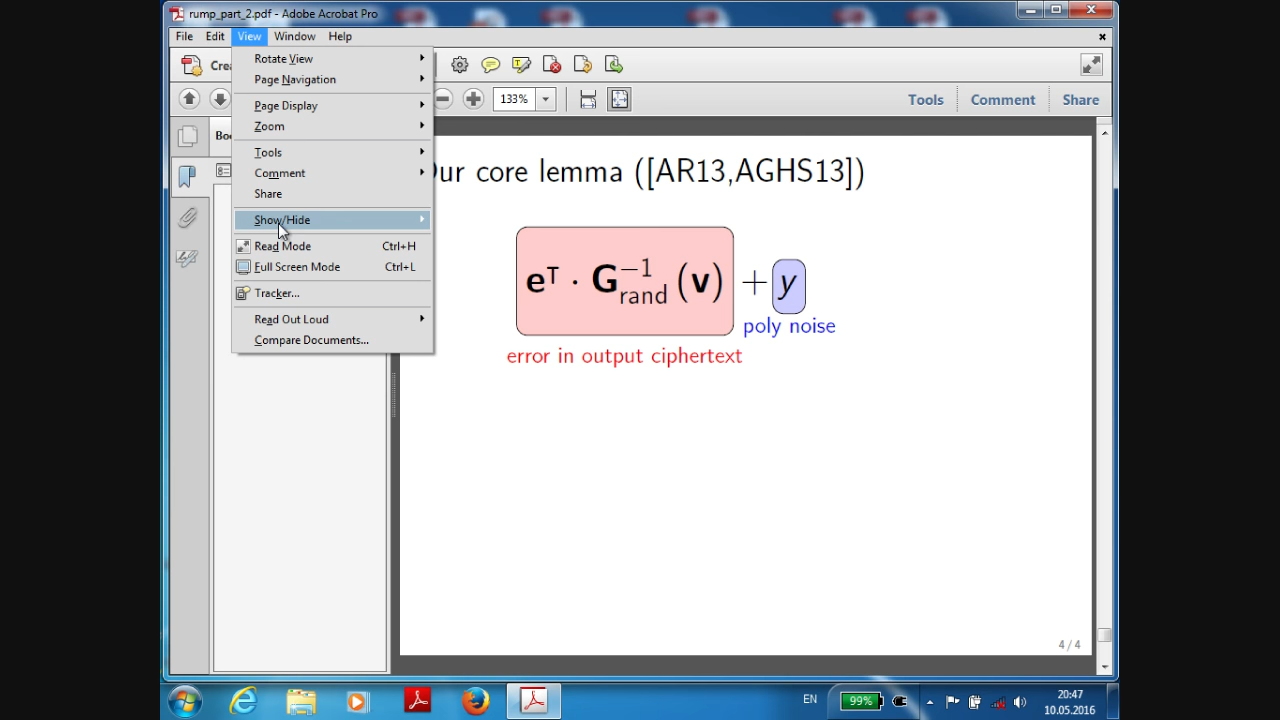 rump_part_2.pdf - Adobe Acrobat Pro
File Edit View Window Help
Rotate View
Page Navigation
Page Display
Zoom
Tools
Comment
Share
Show/Hide
Read Mode Ctrl+H
Full Screen Mode Ctrl+L
Tracker...
Read Out Loud
Compare Documents...
133%
Tools Comment Share
ur core lemma ([AR13,AGHS13])
eᵀ · G⁻¹rand (v) + y
poly noise
error in output ciphertext
4 / 4
EN 99% 20:47
10.05.2016